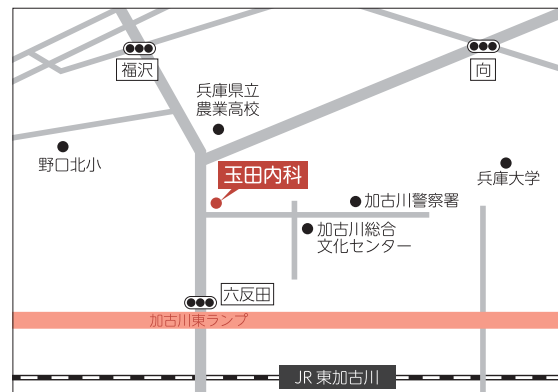 福沢
向
兵庫県立
農業高校
野口北小
玉田内科
兵庫大学
加古川警察署
加古川総合
文化センター
六反田
加古川東ランプ
JR 東加古川